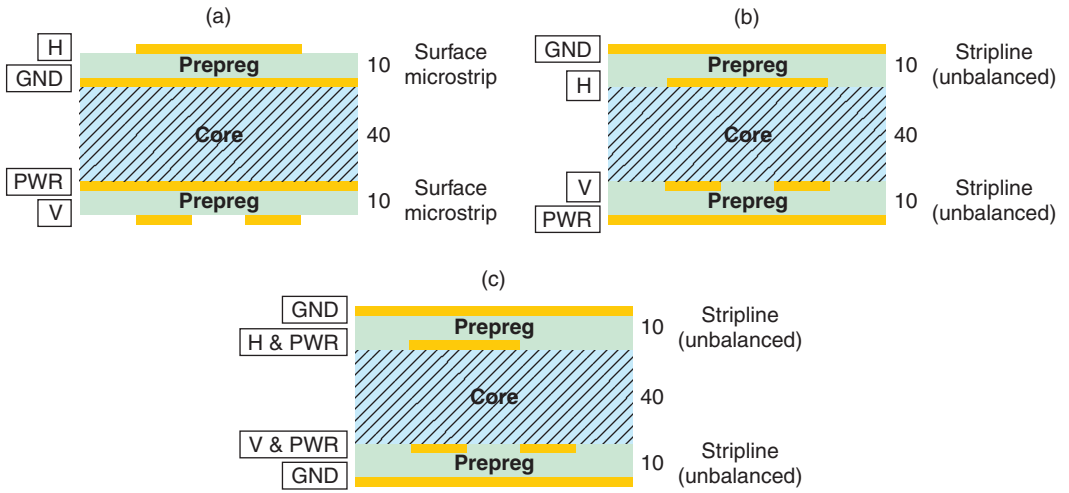 (a)
H
Prepreg
10
Surface
microstrip
GND
Core
40
PWR
Prepreg
10
Surface
microstrip
V
(b)
GND
Prepreg
10
Stripline
(unbalanced)
H
Core
40
V
Prepreg
10
Stripline
(unbalanced)
PWR
(c)
GND
Prepreg
10
Stripline
(unbalanced)
H & PWR
Core
40
V & PWR
Prepreg
10
Stripline
(unbalanced)
GND